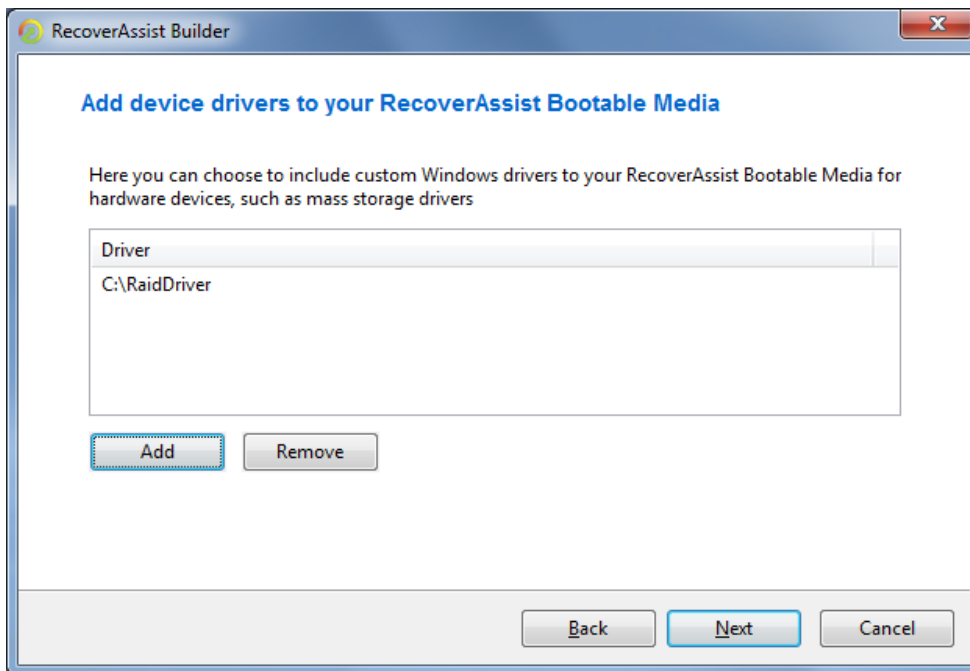 RecoverAssist Builder
Add device drivers to your RecoverAssist Bootable Media
Here you can choose to include custom Windows drivers to your RecoverAssist Bootable Media for
hardware devices, such as mass storage drivers
Driver
C:\RaidDriver
Add
Remove
Back
Next
Cancel